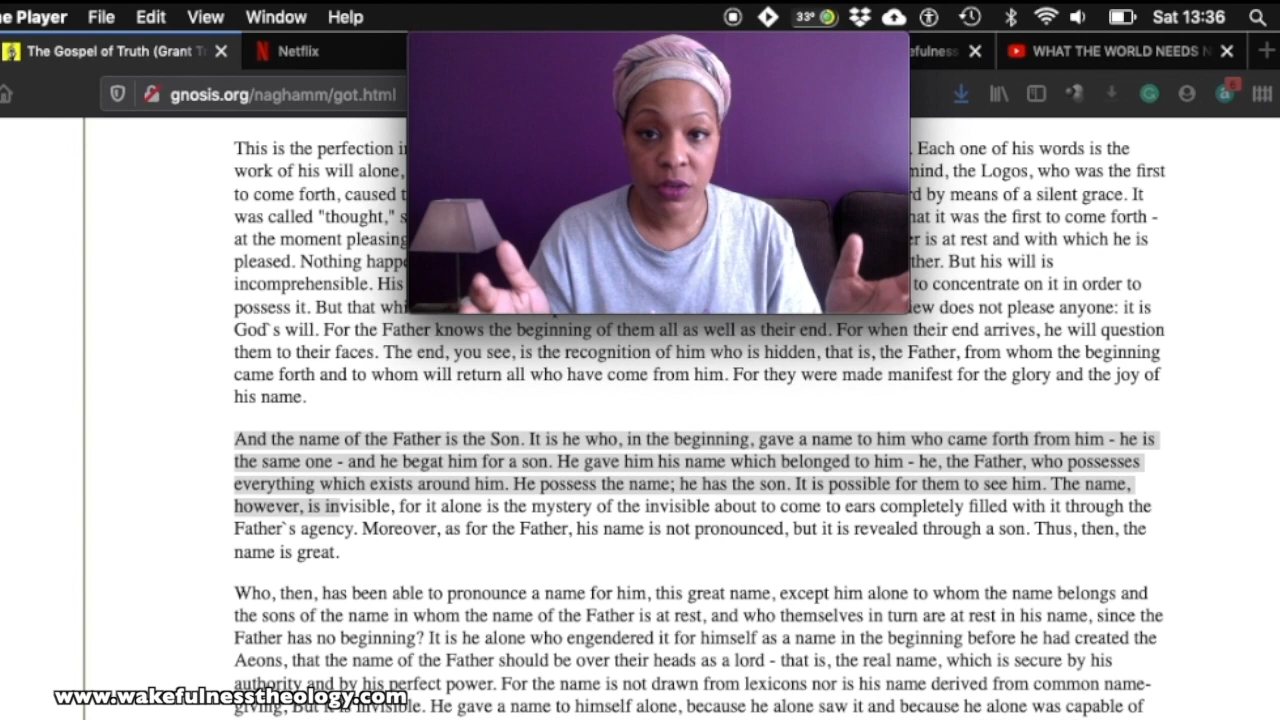 e Player File Edit View Window Help 33° Sat 13:36
The Gospel of Truth (Grant T Netflix efulness WHAT THE WORLD NEEDS N
gnosis.org/naghamm/got.html 6
This is the perfection i . Each one of his words is the
work of his will alone, mind, the Logos, who was the first
to come forth, caused t rd by means of a silent grace. It
was called "thought," s hat it was the first to come forth -
at the moment pleasing er is at rest and with which he is
pleased. Nothing happe ther. But his will is
incomprehensible. His to concentrate on it in order to
possess it. But that whi iew does not please anyone: it is
God`s will. For the Father knows the beginning of them all as well as their end. For when their end arrives, he will question
them to their faces. The end, you see, is the recognition of him who is hidden, that is, the Father, from whom the beginning
came forth and to whom will return all who have come from him. For they were made manifest for the glory and the joy of
his name.
And the name of the Father is the Son. It is he who, in the beginning, gave a name to him who came forth from him - he is
the same one - and he begat him for a son. He gave him his name which belonged to him - he, the Father, who possesses
everything which exists around him. He possess the name; he has the son. It is possible for them to see him. The name,
however, is invisible, for it alone is the mystery of the invisible about to come to ears completely filled with it through the
Father`s agency. Moreover, as for the Father, his name is not pronounced, but it is revealed through a son. Thus, then, the
name is great.
Who, then, has been able to pronounce a name for him, this great name, except him alone to whom the name belongs and
the sons of the name in whom the name of the Father is at rest, and who themselves in turn are at rest in his name, since the
Father has no beginning? It is he alone who engendered it for himself as a name in the beginning before he had created the
Aeons, that the name of the Father should be over their heads as a lord - that is, the real name, which is secure by his
authority and by his perfect power. For the name is not drawn from lexicons nor is his name derived from common name-
www.wakefulnesstheology.com
giving, But it is invisible. He gave a name to himself alone, because he alone saw it and because he alone was capable of